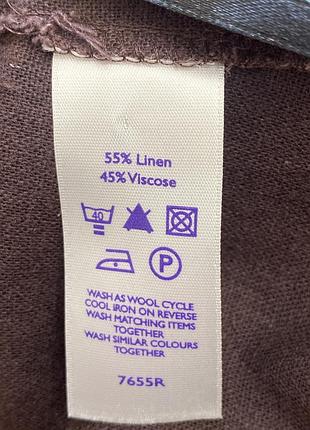 55% Linen
45% Viscose
40
P
WASH AS WOOL CYCLE
COOL IRON ON REVERSE
WASH MATCHING ITEMS
TOGETHER
WASH SIMILAR COLOURS
TOGETHER
7655R